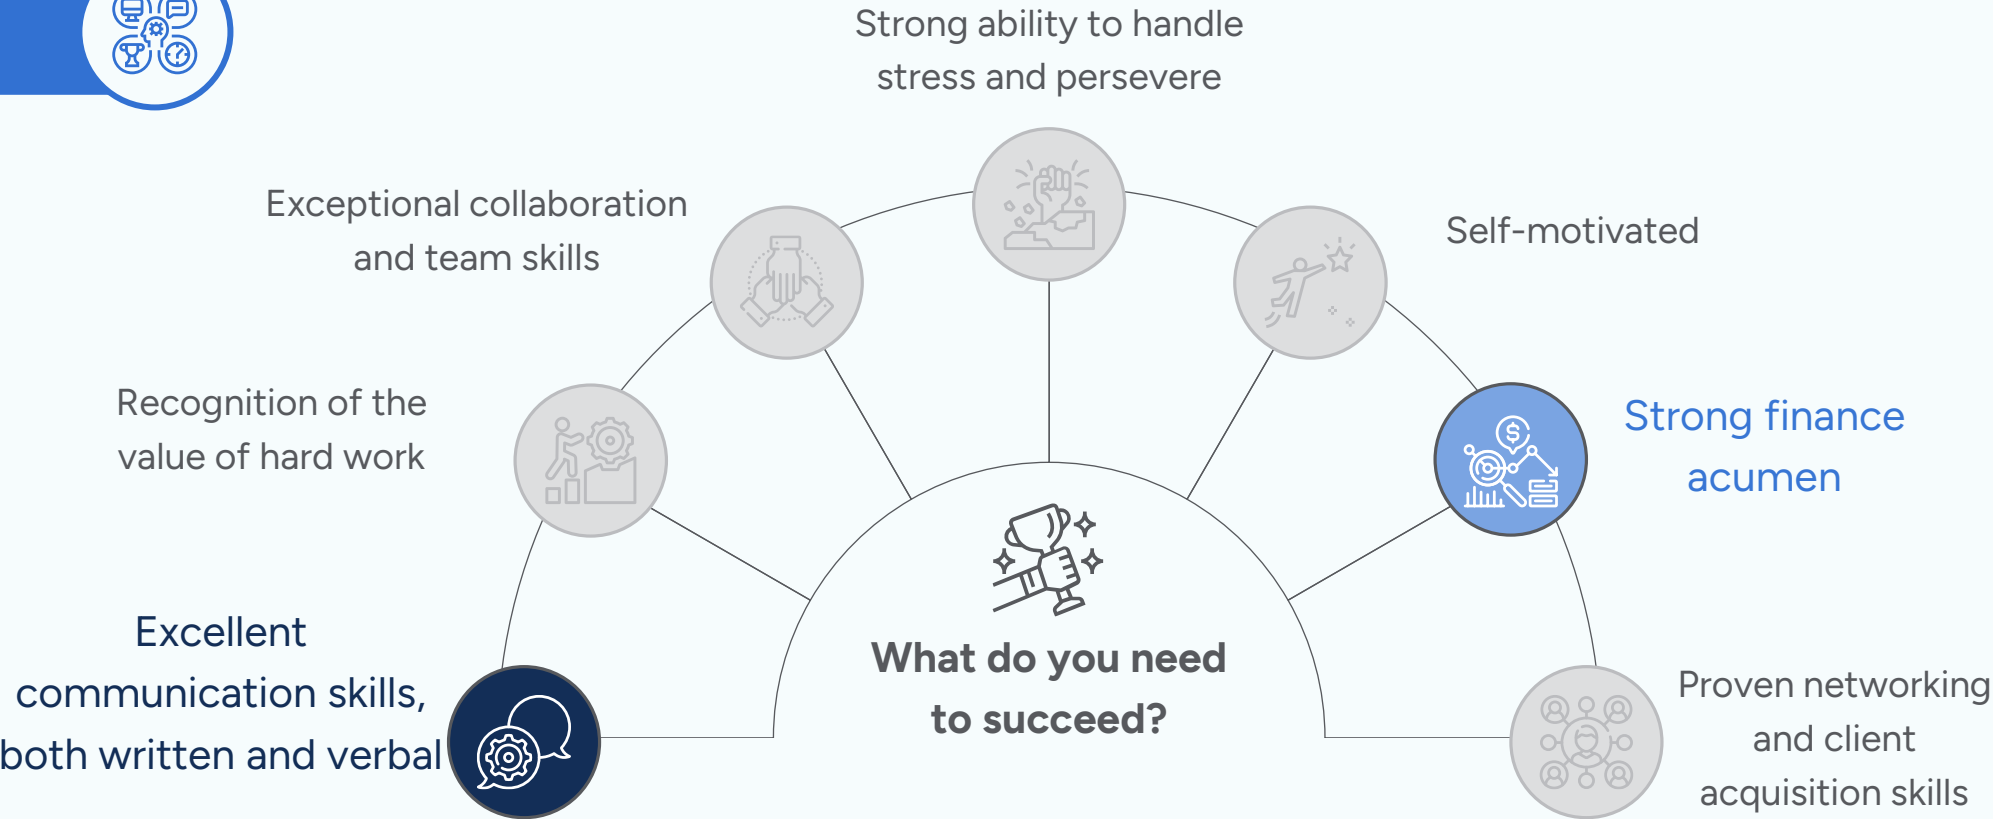 Strong ability to handle
stress and persevere
Exceptional collaboration
and team skills
Self-motivated
Recognition of the
value of hard work
Strong finance
acumen
Excellent
communication skills,
both written and verbal
What do you need
to succeed?
Proven networking
and client
acquisition skills